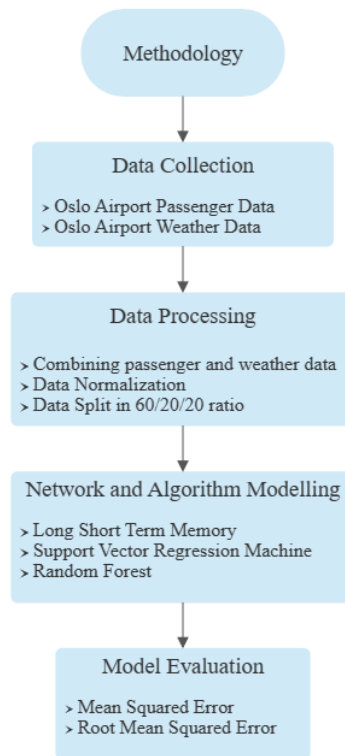 Methodology
Data Collection
➢ Oslo Airport Passenger Data
➢ Oslo Airport Weather Data
Data Processing
➢ Combining passenger and weather data
➢ Data Normalization
➢ Data Split in 60/20/20 ratio
Network and Algorithm Modelling
➢ Long Short Term Memory
➢ Support Vector Regression Machine
➢ Random Forest
Model Evaluation
➢ Mean Squared Error
➢ Root Mean Squared Error